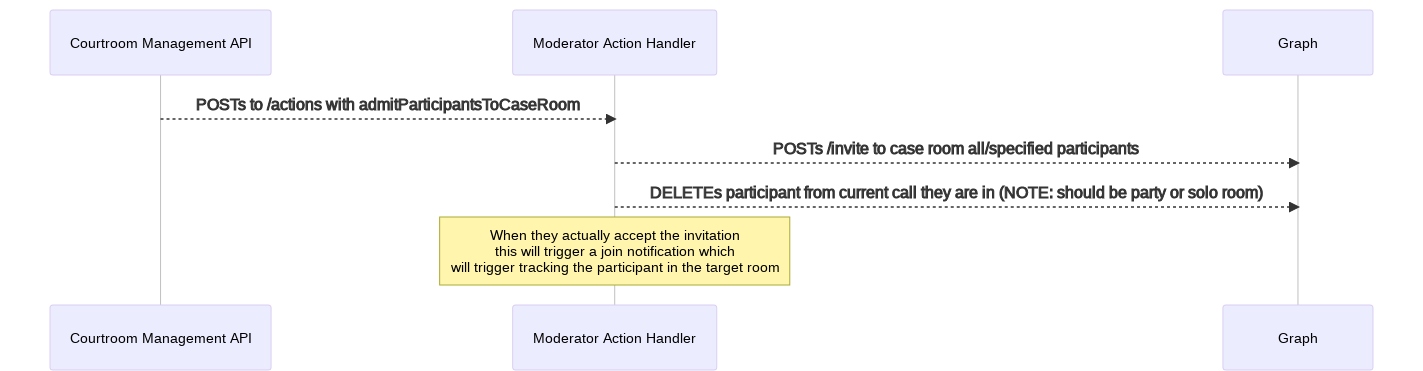 Courtroom Management API
Moderator Action Handler
Graph
POSTs to /actions with admitParticipantsToCaseRoom
POSTs /invite to case room all/specified participants
DELETEs participant from current call they are in (NOTE: should be party or solo room)
When they actually accept the invitation
this will trigger a join notification which
will trigger tracking the participant in the target room
Courtroom Management API
Moderator Action Handler
Graph